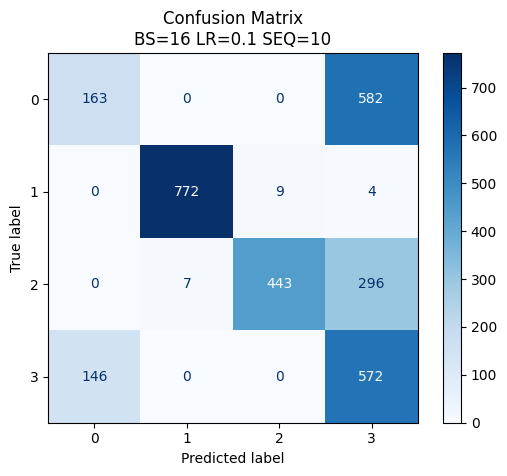 Confusion Matrix
BS=16 LR=0.1 SEQ=10
0 163 0 0 582
1 0 772 9 4
2 0 7 443 296
3 146 0 0 572
0 1 2 3
True label
Predicted label
700
600
500
400
300
200
100
0